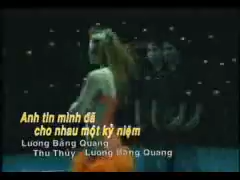 Anh tin mình đã
cho nhau một kỷ niệm
Lương Bằng Quang
Thu Thủy Lương Bằng Quang